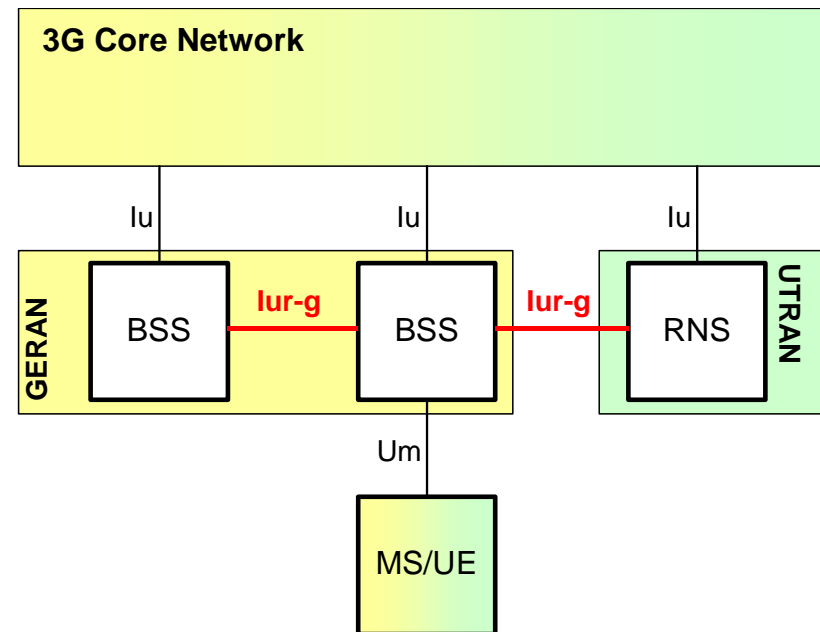 3G Core Network
Iu
Iu
Iu
GERAN
BSS
Iur-g
BSS
Iur-g
RNS
UTRAN
Um
MS/UE